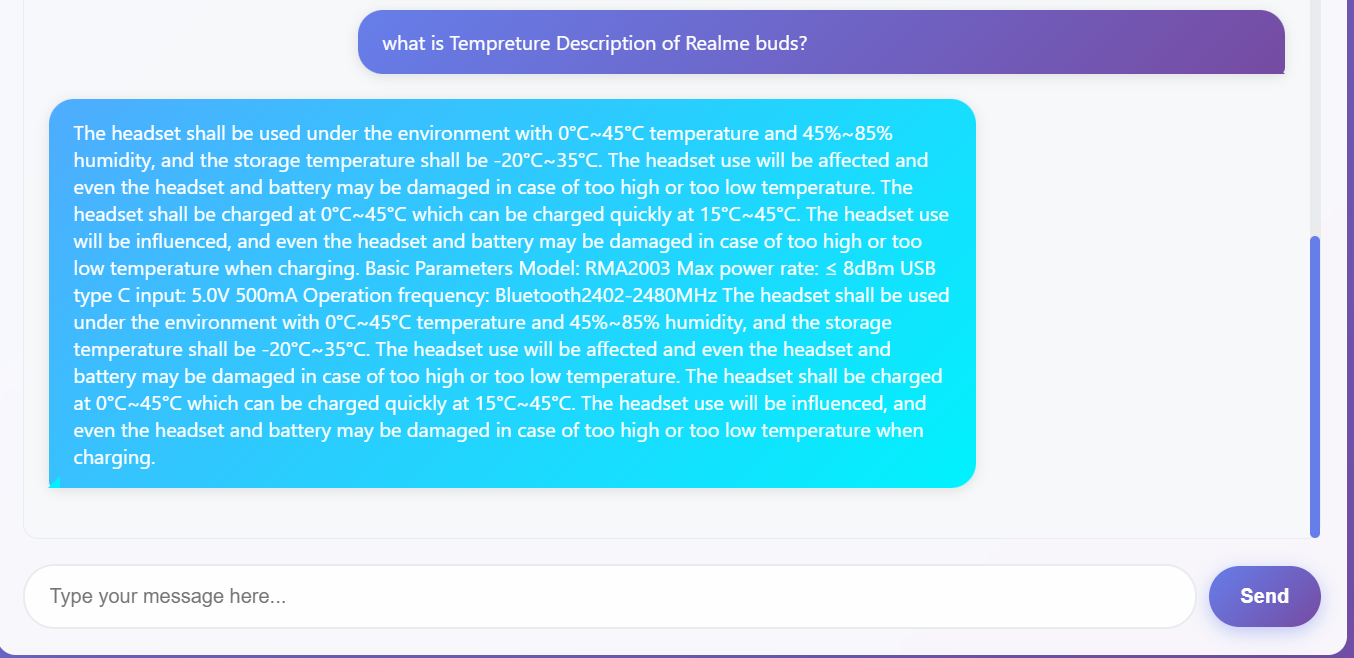 what is Tempreture Description of Realme buds?
The headset shall be used under the environment with 0°C~45°C temperature and 45%~85%
humidity, and the storage temperature shall be -20°C~35°C. The headset use will be affected and
even the headset and battery may be damaged in case of too high or too low temperature. The
headset shall be charged at 0°C~45°C which can be charged quickly at 15°C~45°C. The headset use
will be influenced, and even the headset and battery may be damaged in case of too high or too
low temperature when charging. Basic Parameters Model: RMA2003 Max power rate: ≤ 8dBm USB
type C input: 5.0V 500mA Operation frequency: Bluetooth2402-2480MHz The headset shall be used
under the environment with 0°C~45°C temperature and 45%~85% humidity, and the storage
temperature shall be -20°C~35°C. The headset use will be affected and even the headset and
battery may be damaged in case of too high or too low temperature. The headset shall be charged
at 0°C~45°C which can be charged quickly at 15°C~45°C. The headset use will be influenced, and
even the headset and battery may be damaged in case of too high or too low temperature when
charging.
Type your message here...
Send